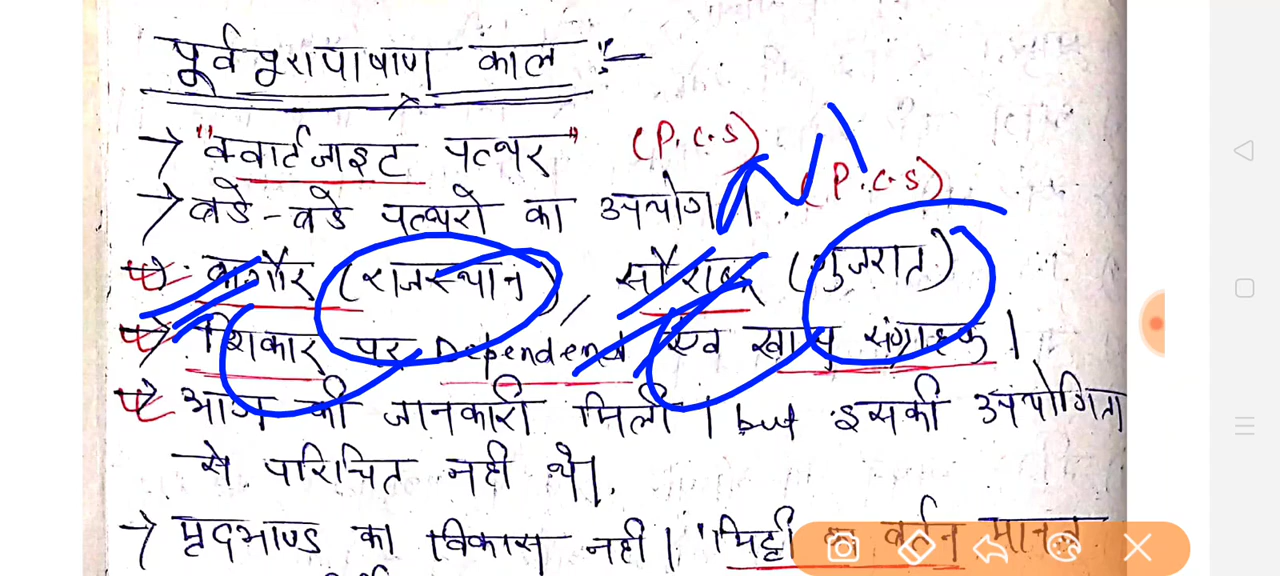 पूर्व पुरापाषाण काल :-
→ "क्वार्टजाइट पत्थर" (P.C.S)
→ बडे - बडे पत्थरो का उपयोग । (P.C.S)
→ बागौर (राजस्थान), सौराष्ट्र (गुजरात)
→ शिकार पर Dependent एवं खाद्य संग्राहक ।
→ आग की जानकारी मिली । but इसकी उपयोगिता
से परिचित नही थे।
→ मृदभाण्ड का विकास नही । "मिट्टी का बर्तन मानव